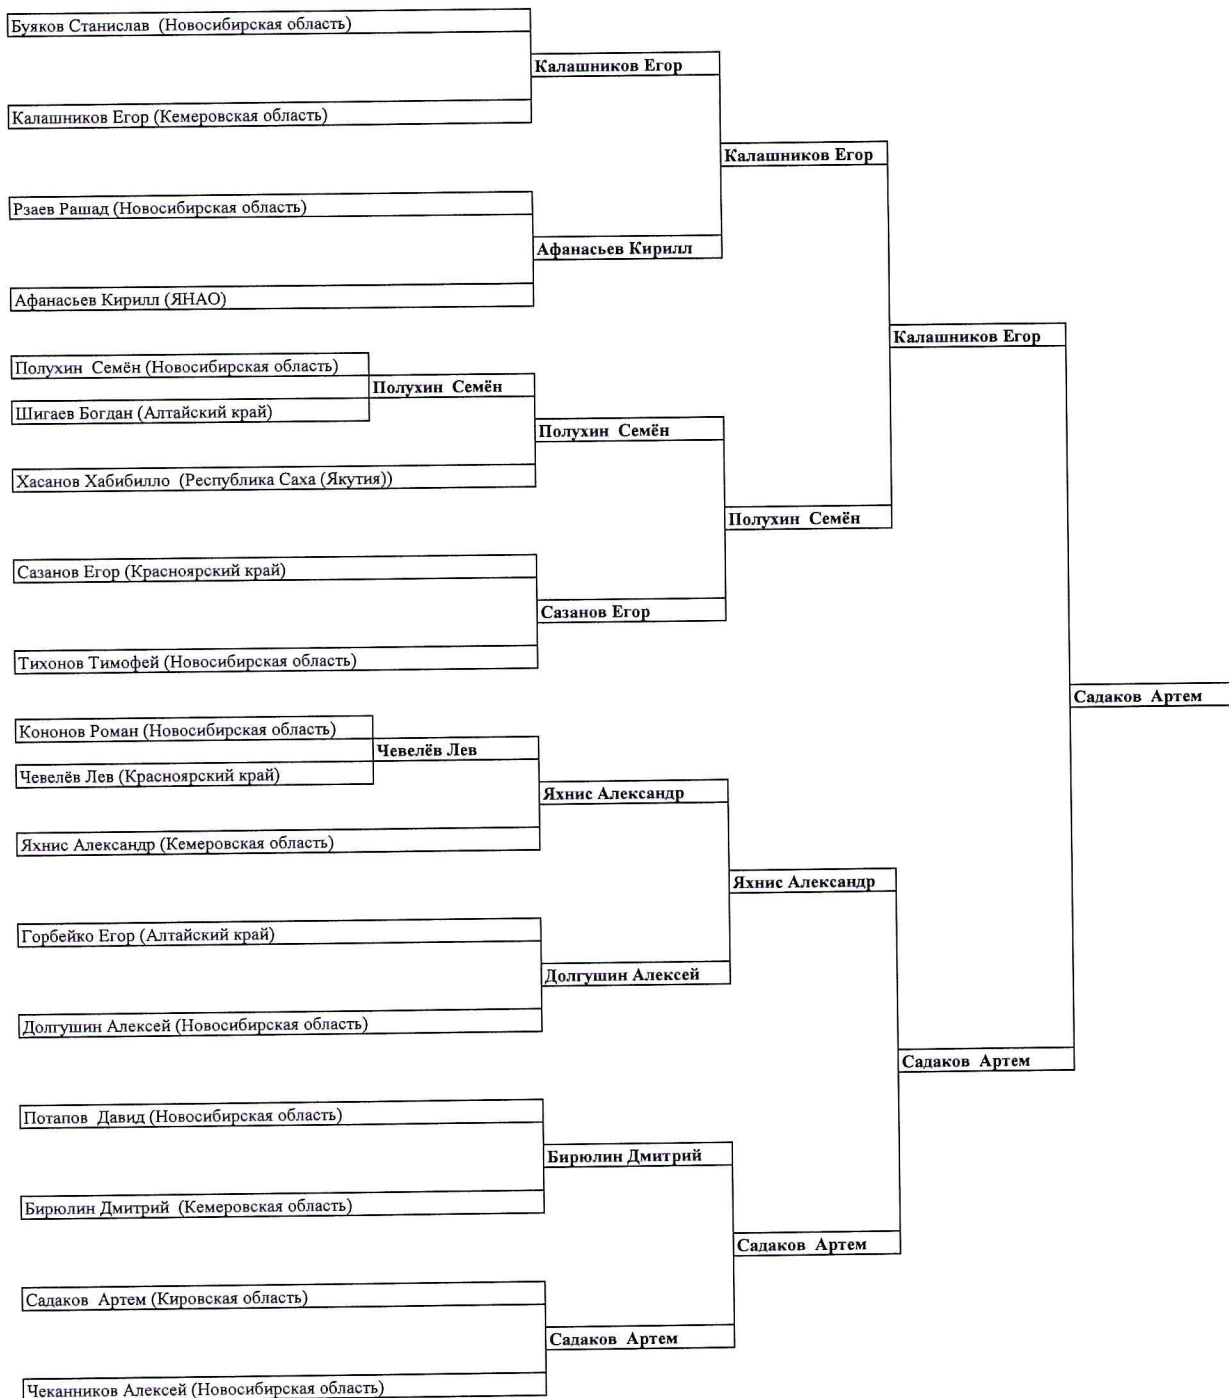 Буяков Станислав (Новосибирская область)
Калашников Егор
Калашников Егор (Кемеровская область)
Калашников Егор
Рзаев Рашад (Новосибирская область)
Афанасьев Кирилл
Афанасьев Кирилл (ЯНАО)
Калашников Егор
Полухин Семён (Новосибирская область)
Полухин Семён
Шигаев Богдан (Алтайский край)
Полухин Семён
Хасанов Хабибилло (Республика Саха (Якутия))
Полухин Семён
Сазанов Егор (Красноярский край)
Сазанов Егор
Тихонов Тимофей (Новосибирская область)
Садаков Артем
Кононов Роман (Новосибирская область)
Чевелёв Лев
Чевелёв Лев (Красноярский край)
Яхнис Александр
Яхнис Александр (Кемеровская область)
Яхнис Александр
Горбейко Егор (Алтайский край)
Долгушин Алексей
Долгушин Алексей (Новосибирская область)
Садаков Артем
Потапов Давид (Новосибирская область)
Бирюлин Дмитрий
Бирюлин Дмитрий (Кемеровская область)
Садаков Артем
Садаков Артем (Кировская область)
Садаков Артем
Чеканников Алексей (Новосибирская область)